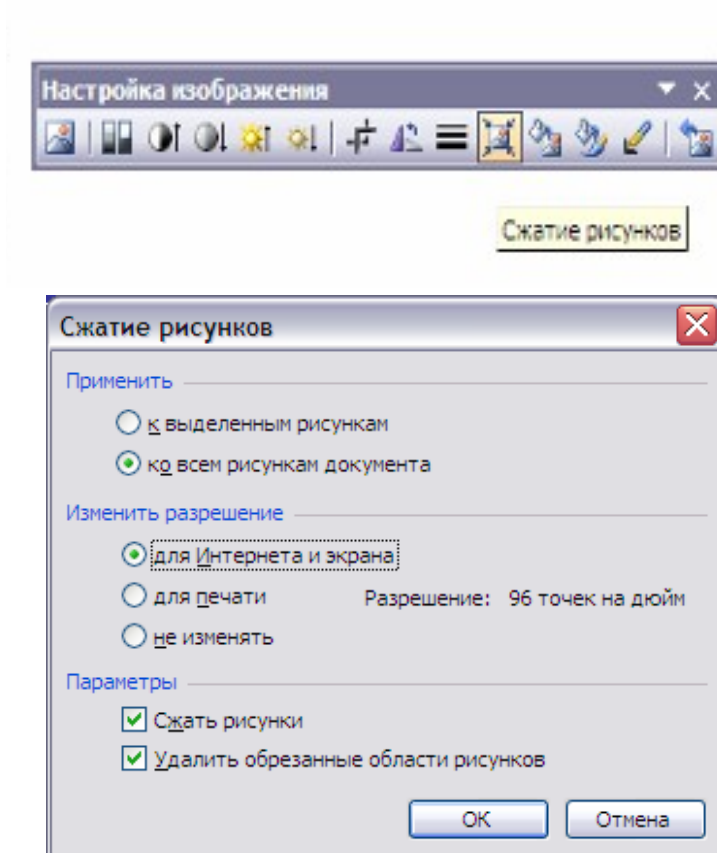 Настройка изображения
Сжатие рисунков
Сжатие рисунков
Применить
к выделенным рисункам
ко всем рисункам документа
Изменить разрешение
для Интернета и экрана
для печати Разрешение: 96 точек на дюйм
не изменять
Параметры
Сжать рисунки
Удалить обрезанные области рисунков
ОК Отмена